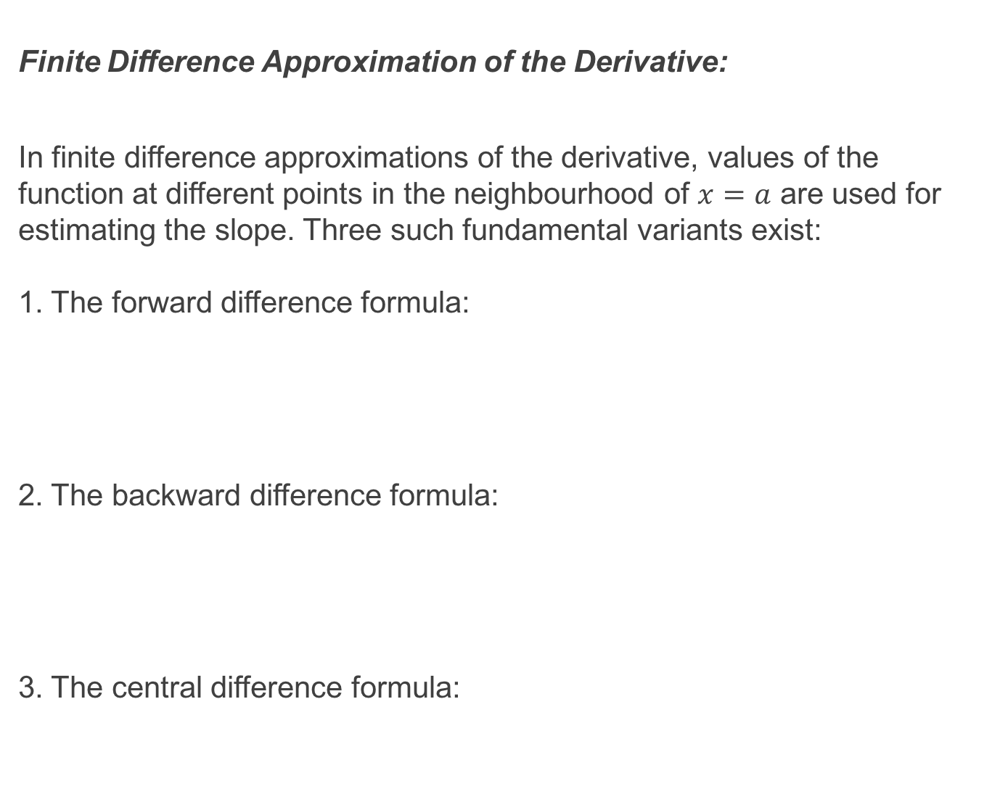 Finite Difference Approximation of the Derivative:
In finite difference approximations of the derivative, values of the
function at different points in the neighbourhood of x = a are used for
estimating the slope. Three such fundamental variants exist:
1. The forward difference formula:
2. The backward difference formula:
3. The central difference formula: